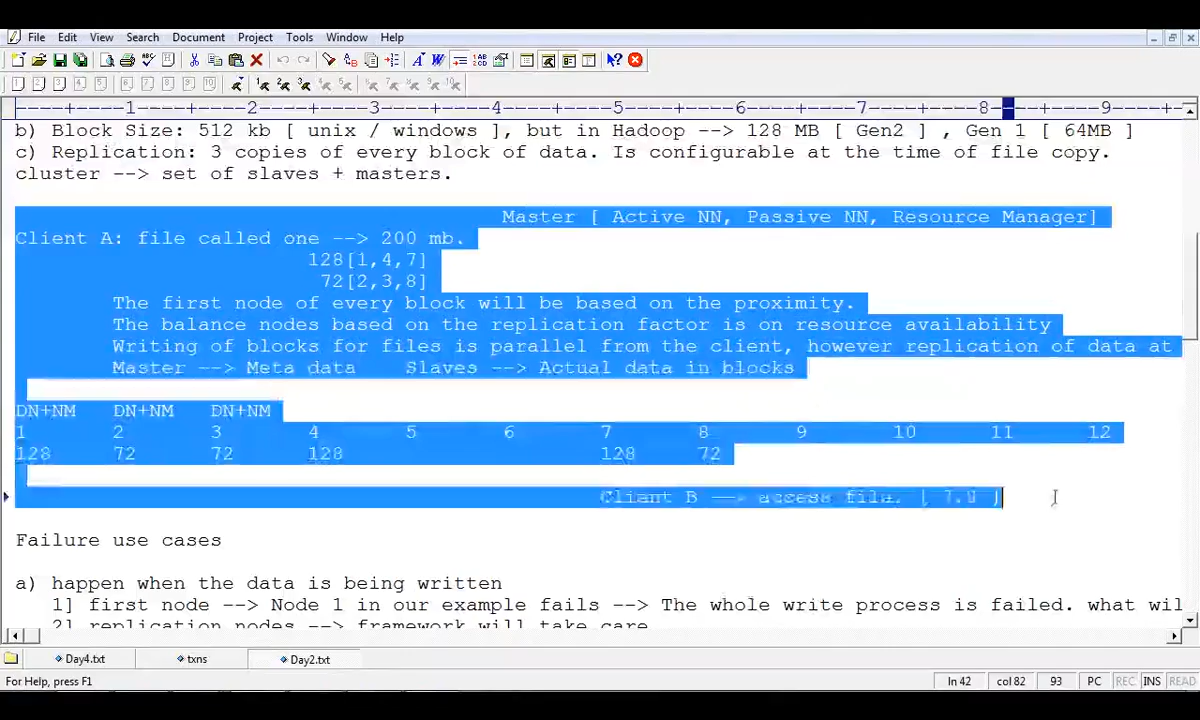 File Edit View Search Document Project Tools Window Help
----+----1----+----2----+----3----+----4----+----5----+----6----+----7----+----8----+----9----+-
b) Block Size: 512 kb [ unix / windows ], but in Hadoop --> 128 MB [ Gen2 ] , Gen 1 [ 64MB ]
c) Replication: 3 copies of every block of data. Is configurable at the time of file copy.
cluster --> set of slaves + masters.
Master [ Active NN, Passive NN, Resource Manager]
Client A: file called one --> 200 mb.
128[1,4,7]
72[2,3,8]
The first node of every block will be based on the proximity.
The balance nodes based on the replication factor is on resource availability
Writing of blocks for files is parallel from the client, however replication of data at
Master --> Meta data Slaves --> Actual data in blocks
DN+NM DN+NM DN+NM
1 2 3 4 5 6 7 8 9 10 11 12
128 72 72 128 128 72
Client B --> access file. [
Failure use cases
a) happen when the data is being written
1] first node --> Node 1 in our example fails --> The whole write process is failed. what wil
2] replication nodes --> framework will take care
Day4.txt txns Day2.txt
For Help, press F1 ln 42 col 82 93 PC REC INS READ